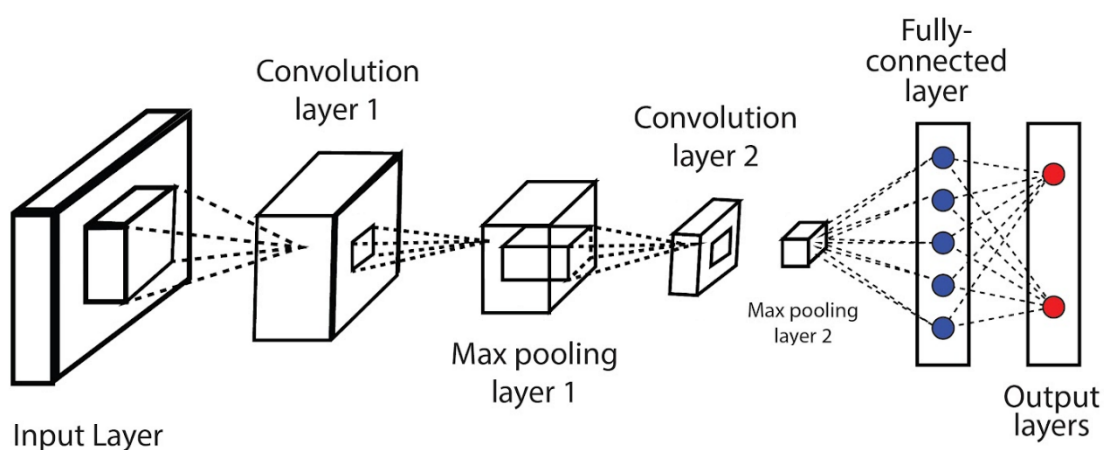 Input Layer
Convolution
layer 1
Max pooling
layer 1
Convolution
layer 2
Max pooling
layer 2
Fully-
connected
layer
Output
layers